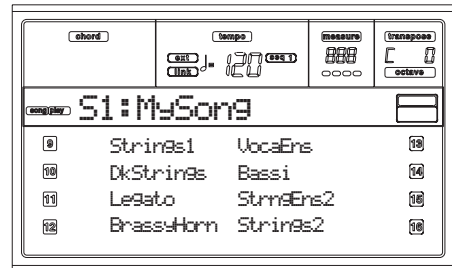 chord tempo measure transpose
ext ♩= 120 seq 1 888 C 0
link octave
song play S1:MySong
9 Strings1 VocaEns 13
10 DkStrings Bassi 14
11 Legato StrngEns2 15
12 BrassyHorn Strings2 16